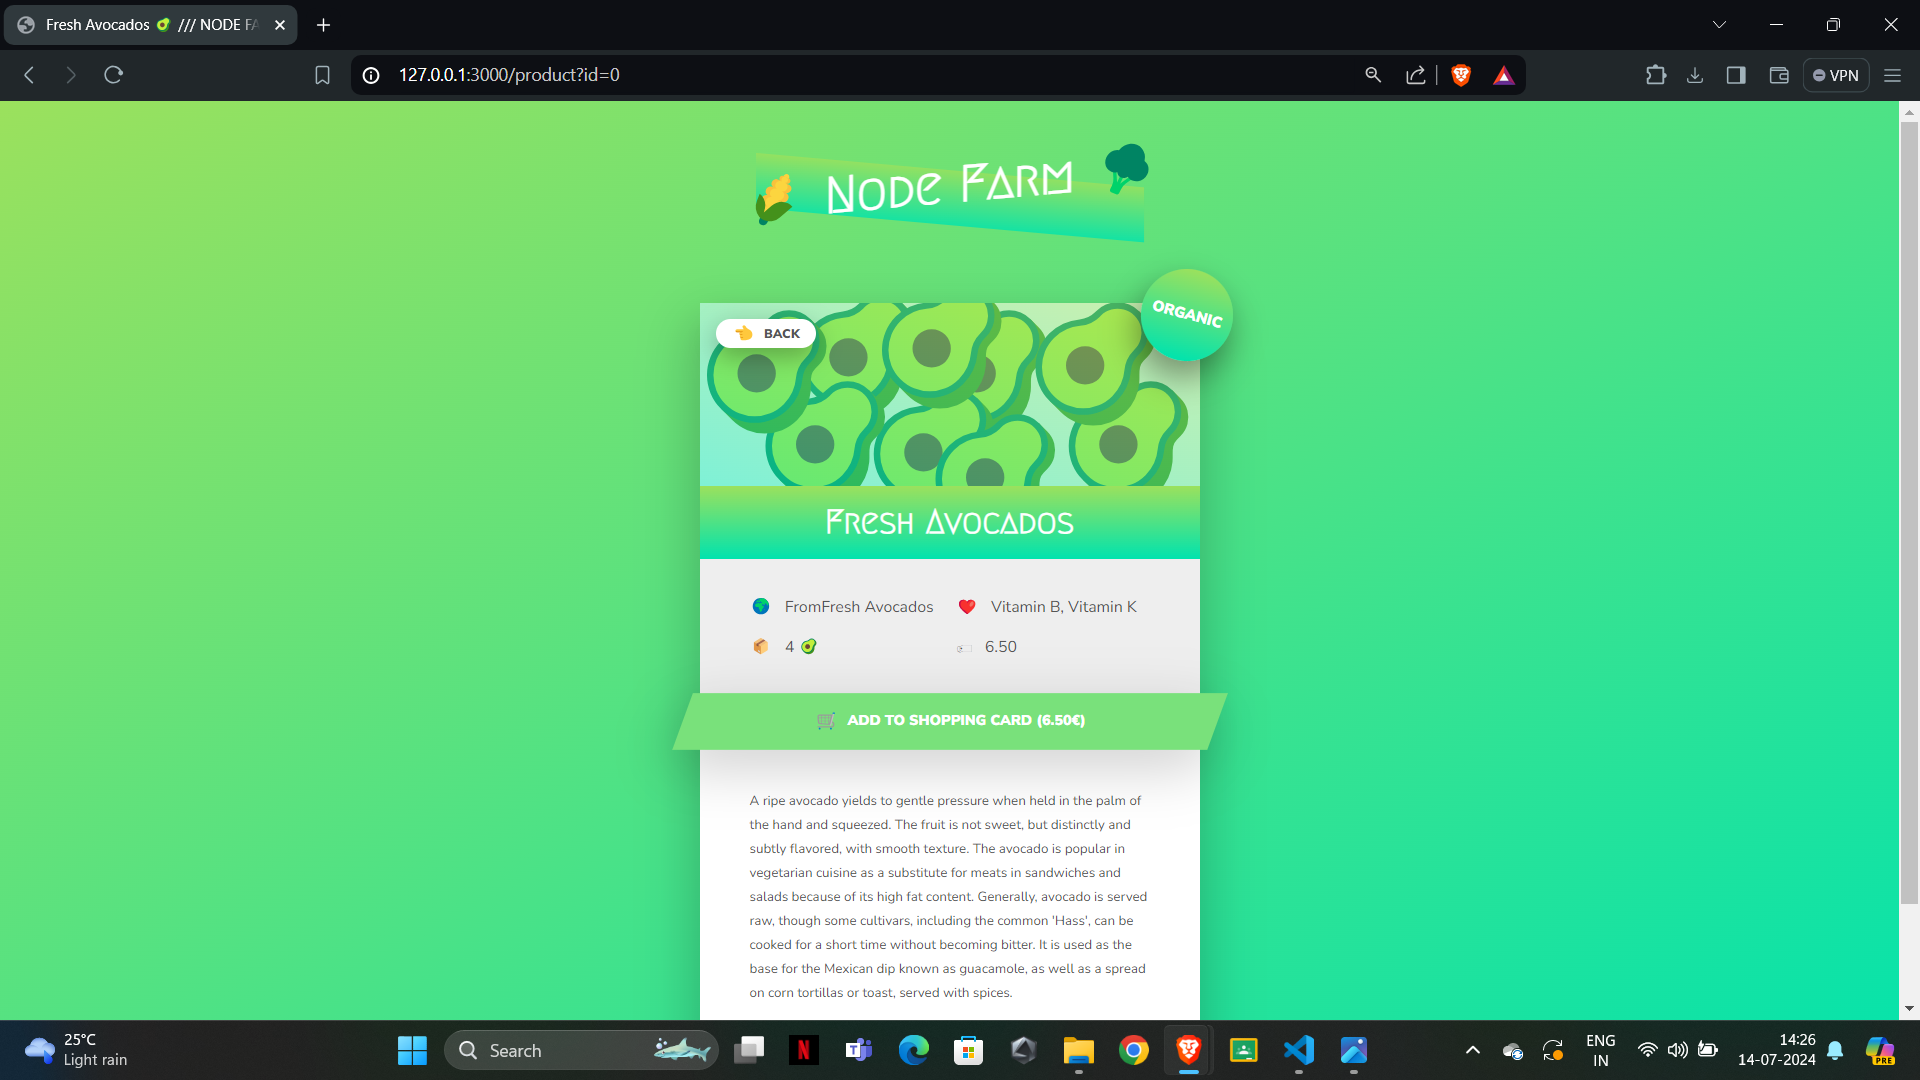 Fresh Avocados 🥑 /// NODE FA
127.0.0.1:3000/product?id=0
VPN
NODE FARM
ORGANIC
👈 BACK
FRESH AVOCADOS
🌍 FromFresh Avocados ❤️ Vitamin B, Vitamin K
📦 4 🥑 🏷 6.50
🛒 ADD TO SHOPPING CARD (6.50€)
A ripe avocado yields to gentle pressure when held in the palm of
the hand and squeezed. The fruit is not sweet, but distinctly and
subtly flavored, with smooth texture. The avocado is popular in
vegetarian cuisine as a substitute for meats in sandwiches and
salads because of its high fat content. Generally, avocado is served
raw, though some cultivars, including the common 'Hass', can be
cooked for a short time without becoming bitter. It is used as the
base for the Mexican dip known as guacamole, as well as a spread
on corn tortillas or toast, served with spices.
25°C
Light rain
Search
N
T
ENG
IN
14:26
14-07-2024
PRE